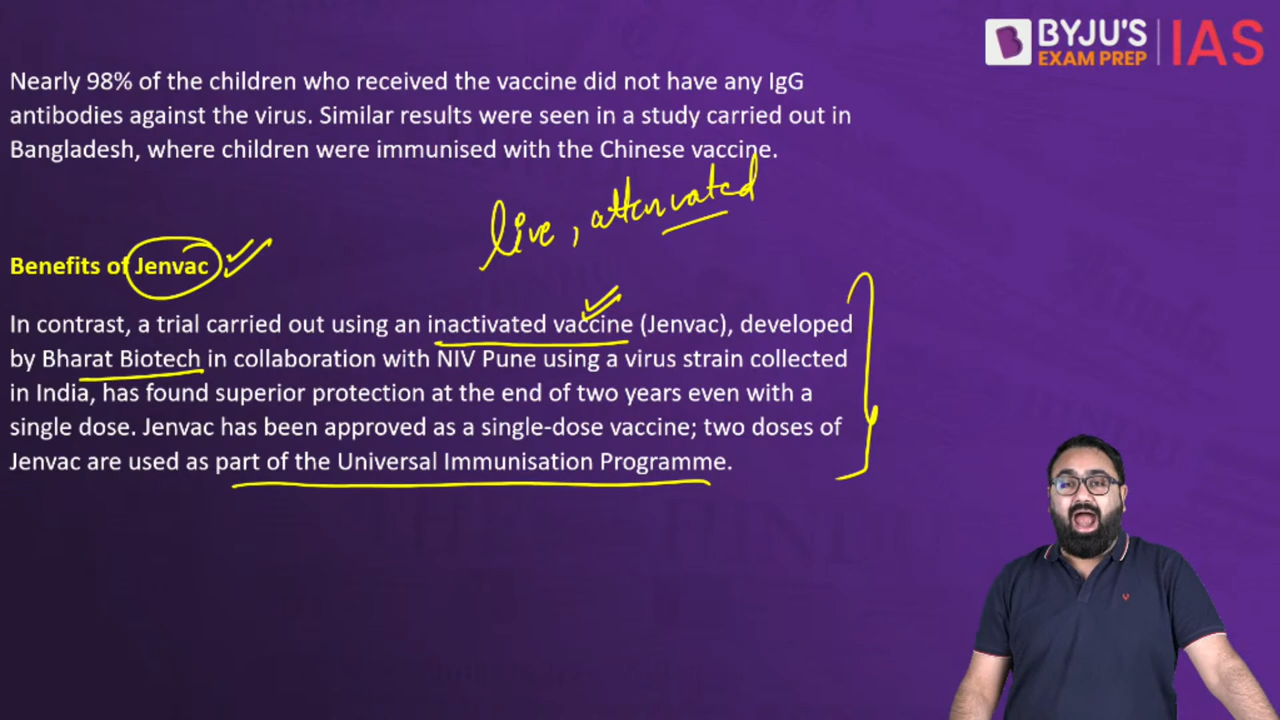 BYJU'S
EXAM PREP
IAS
Nearly 98% of the children who received the vaccine did not have any IgG
antibodies against the virus. Similar results were seen in a study carried out in
Bangladesh, where children were immunised with the Chinese vaccine.
live, attenuated
Benefits of Jenvac
In contrast, a trial carried out using an inactivated vaccine (Jenvac), developed
by Bharat Biotech in collaboration with NIV Pune using a virus strain collected
in India, has found superior protection at the end of two years even with a
single dose. Jenvac has been approved as a single-dose vaccine; two doses of
Jenvac are used as part of the Universal Immunisation Programme.